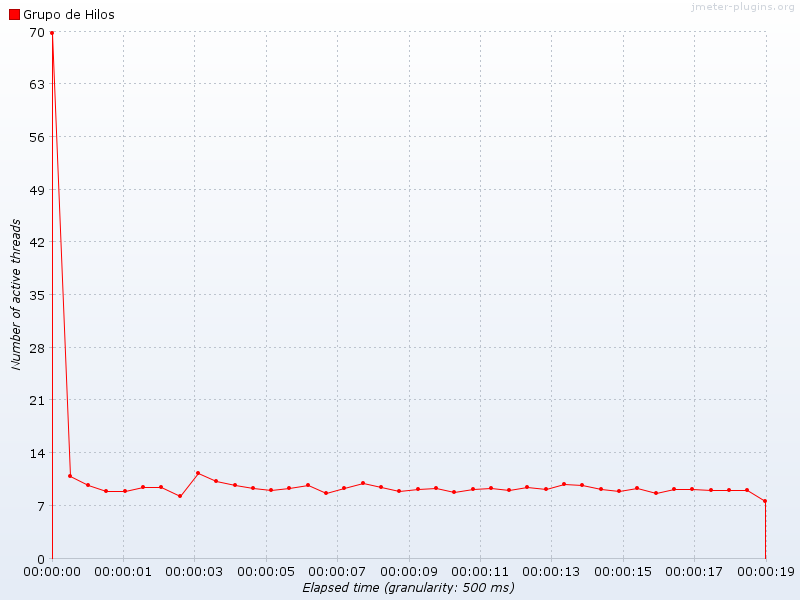 jmeter-plugins.org
Grupo de Hilos
70
63
56
49
42
35
28
21
14
7
0
Number of active threads
00:00:00 00:00:01 00:00:03 00:00:05 00:00:07 00:00:09 00:00:11 00:00:13 00:00:15 00:00:17 00:00:19
Elapsed time (granularity: 500 ms)